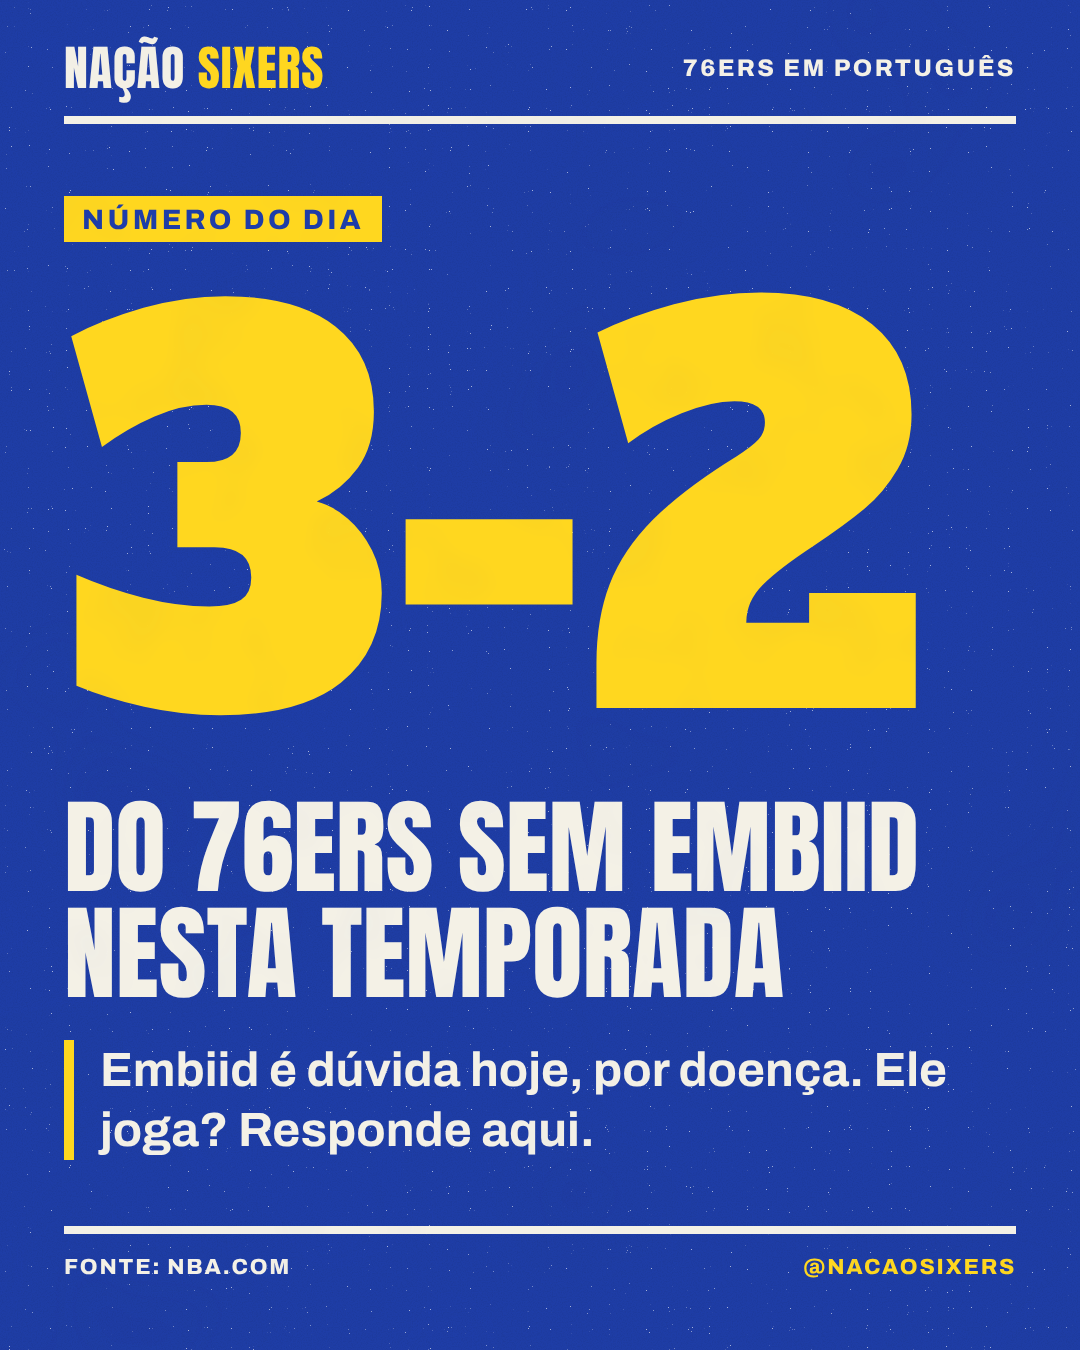 NAÇÃO SIXERS
76ERS EM PORTUGUÊS
NÚMERO DO DIA
3-2
DO 76ERS SEM EMBIID
NESTA TEMPORADA
Embiid é dúvida hoje, por doença. Ele
joga? Responde aqui.
FONTE: NBA.COM
@NACAOSIXERS